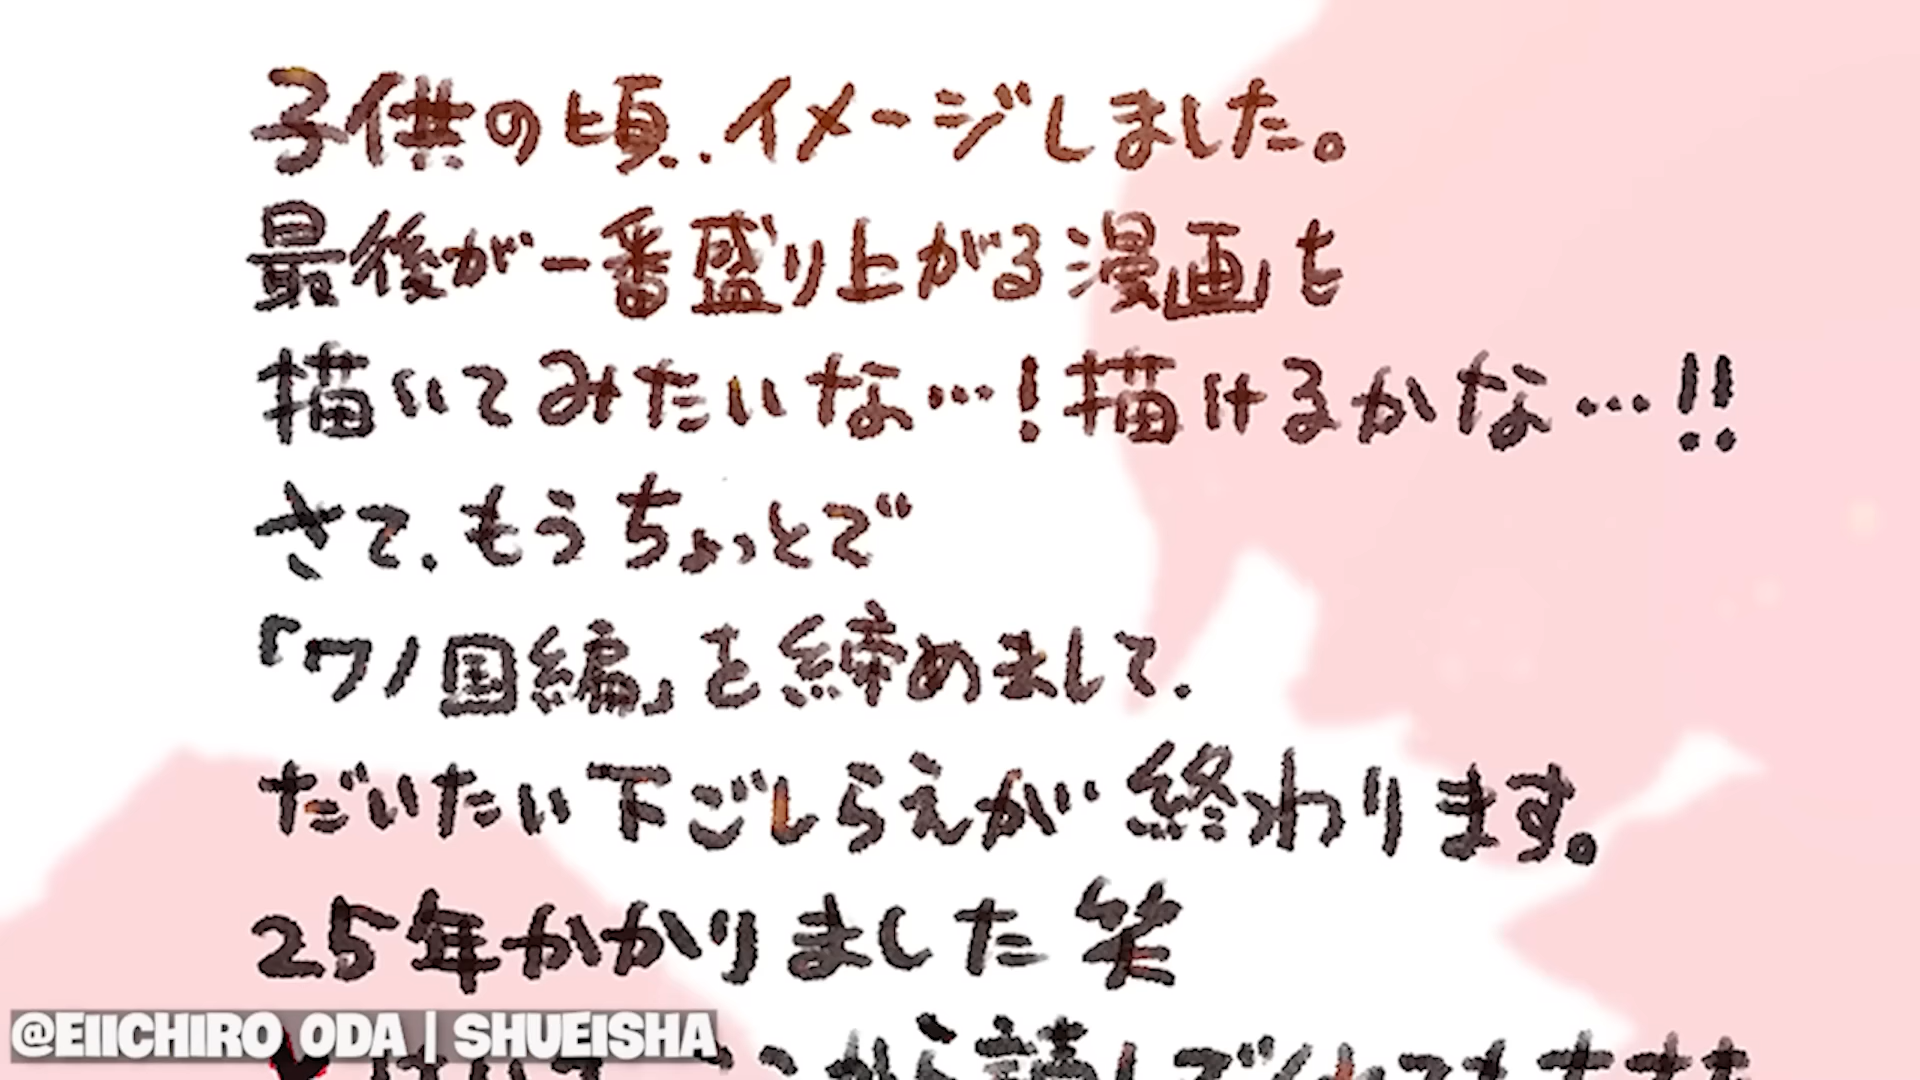 子供の頃、イメージしました。
最後が一番盛り上がる漫画を
描いてみたいな…！描けるかな…!!
さて、もうちょっとで
「ワノ国編」を締めまして、
だいたい下ごしらえが終わります。
25年かかりました笑
@EIICHIRO ODA | SHUEISHA